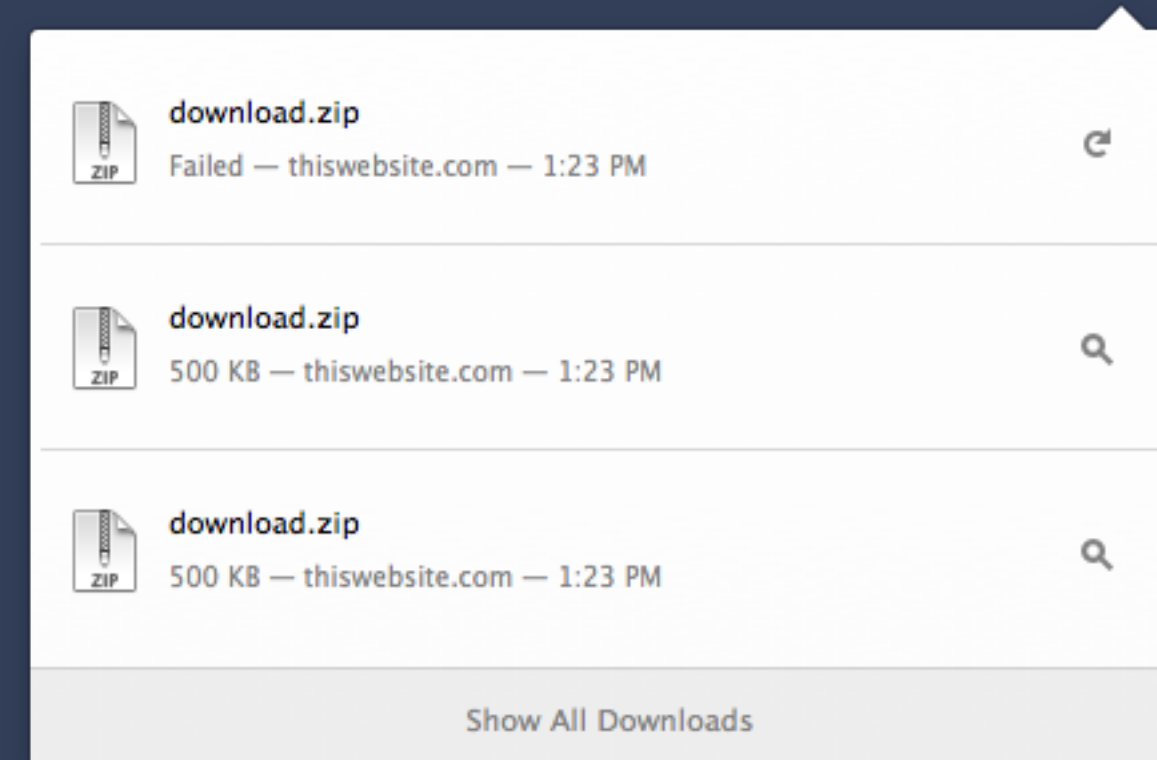 download.zip
Failed — thiswebsite.com — 1:23 PM
ZIP
download.zip
500 KB — thiswebsite.com — 1:23 PM
ZIP
download.zip
500 KB — thiswebsite.com — 1:23 PM
ZIP
Show All Downloads